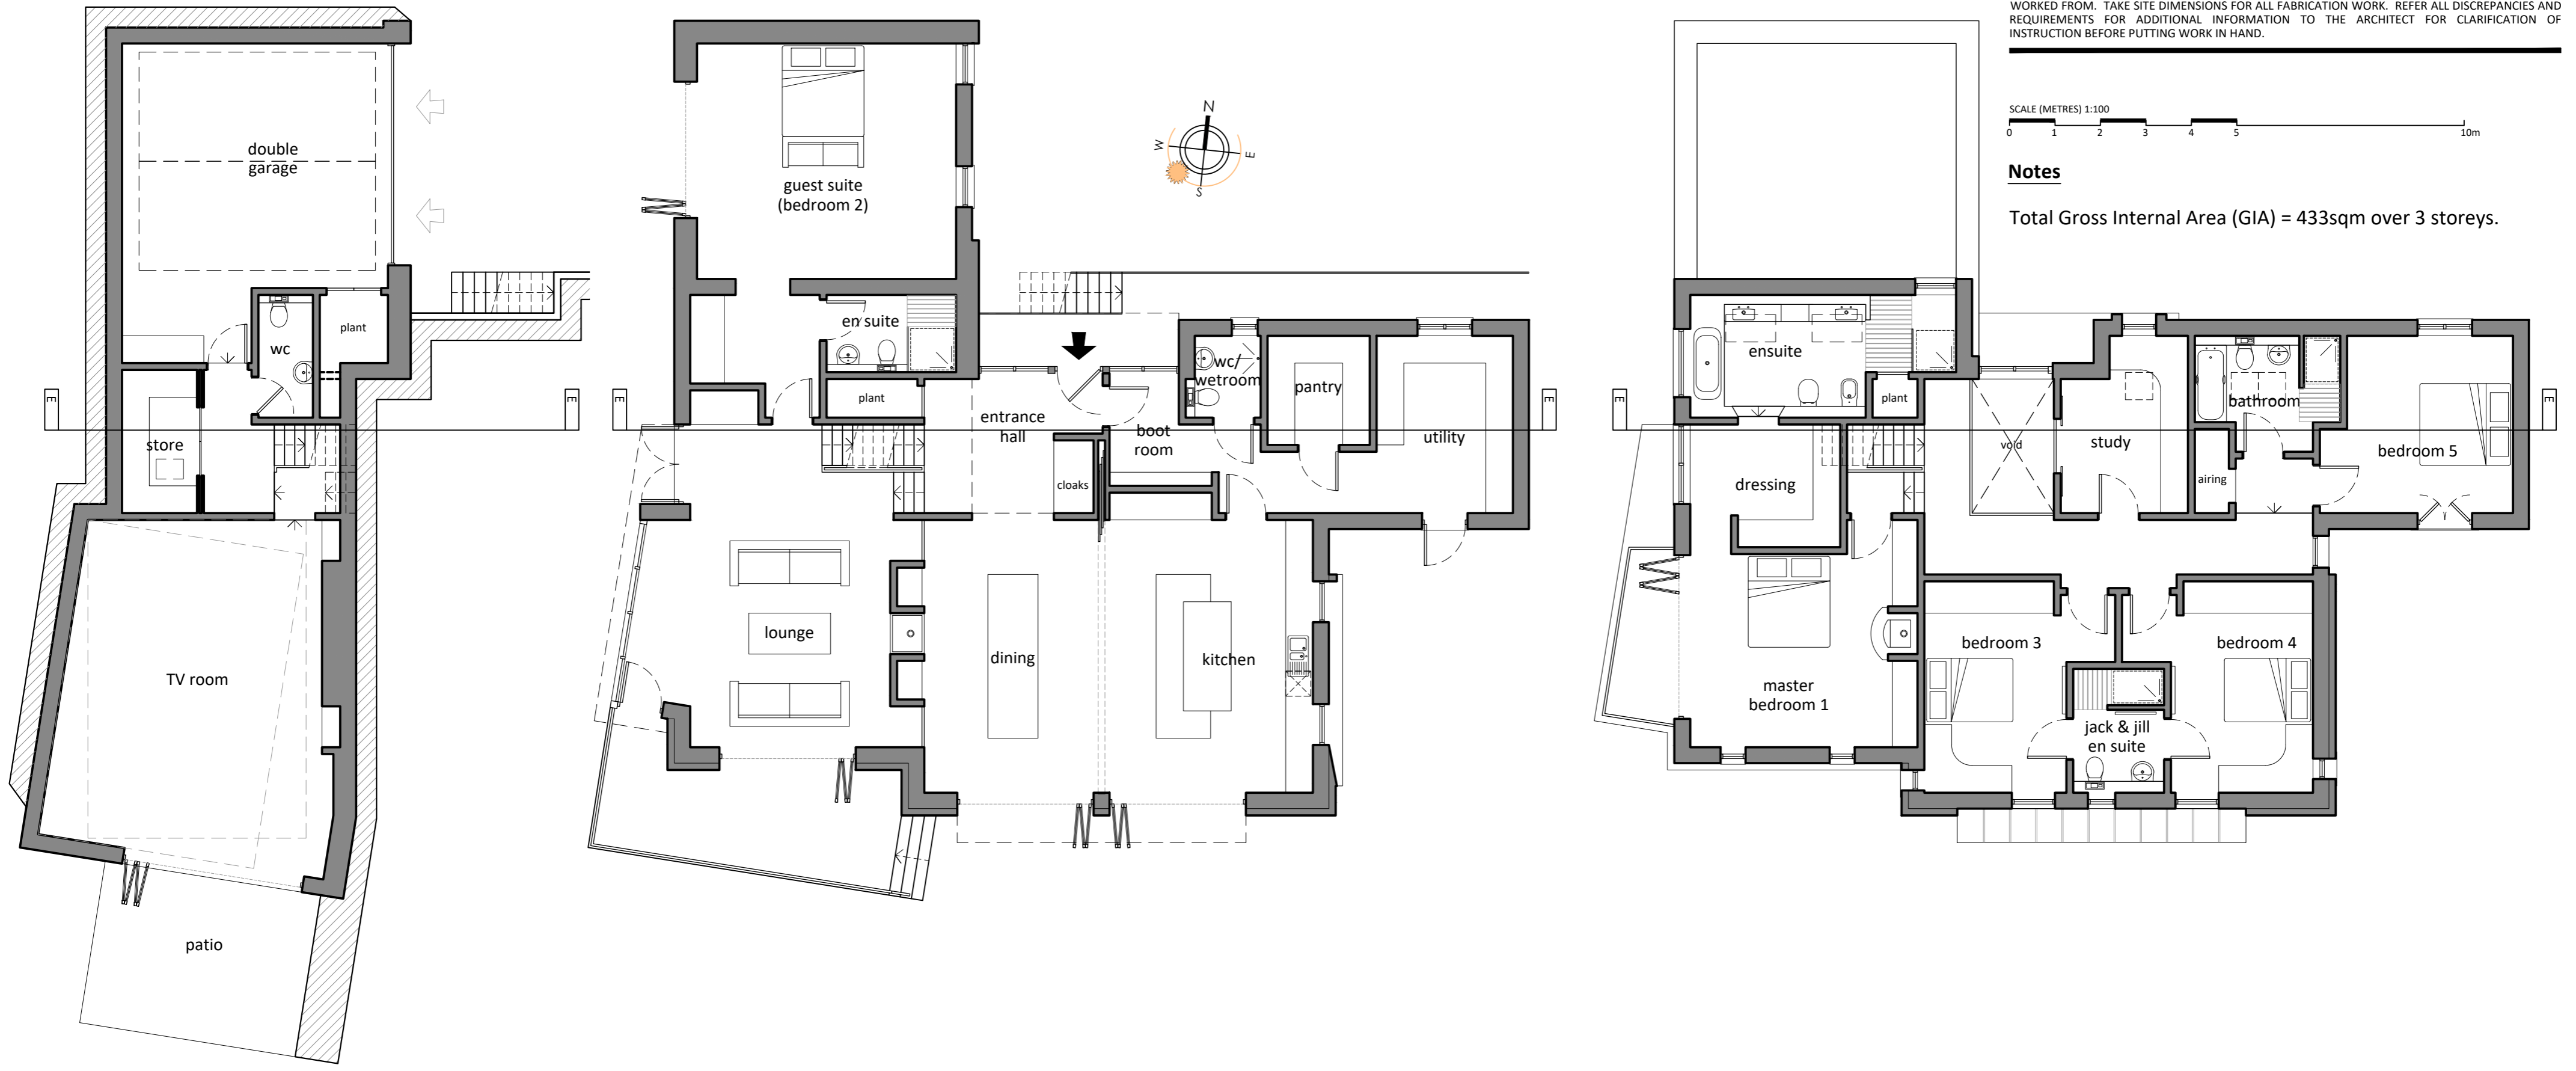 WORKED FROM. TAKE SITE DIMENSIONS FOR ALL FABRICATION WORK. REFER ALL DISCREPANCIES AND
REQUIREMENTS FOR ADDITIONAL INFORMATION TO THE ARCHITECT FOR CLARIFICATION OF
INSTRUCTION BEFORE PUTTING WORK IN HAND.
SCALE (METRES) 1:100
0 1 2 3 4 5 10m
Notes
Total Gross Internal Area (GIA) = 433sqm over 3 storeys.
double
garage
wc
plant
store
E
E
TV room
patio
guest suite
(bedroom 2)
N
W
E
S
en suite
plant
entrance
hall
boot
room
cloaks
wc/
wetroom
pantry
utility
E
E
lounge
dining
kitchen
ensuite
plant
dressing
void
study
bathroom
airing
bedroom 5
E
E
master
bedroom 1
bedroom 3
bedroom 4
jack & jill
en suite